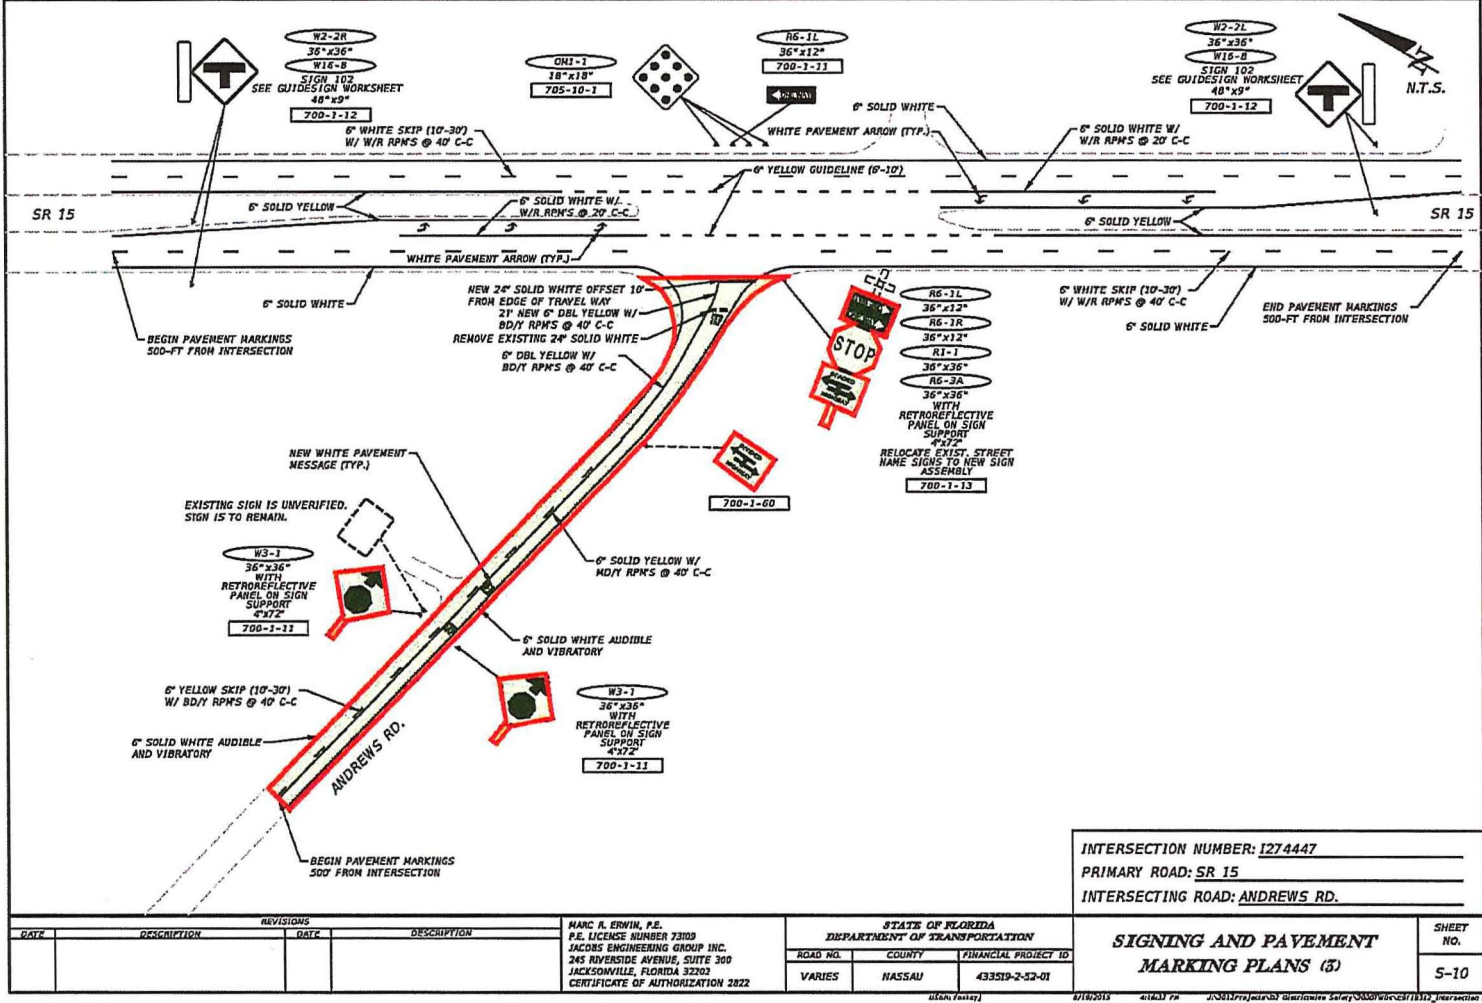 W2-2R
36"x36"
W16-8
SIGN 102
SEE GUIDESIGN WORKSHEET
48"x9"
700-1-12
OM1-1
18"x18"
705-10-1
R6-1L
36"x12"
700-1-11
W2-2L
36"x36"
W16-8
SIGN 102
SEE GUIDESIGN WORKSHEET
48"x9"
700-1-12
N
N.T.S.
6" WHITE SKIP (10'-30')
W/ W/R RPM'S @ 40' C-C
6" SOLID WHITE
WHITE PAVEMENT ARROW (TYP.)
6" SOLID WHITE W/
W/R RPM'S @ 20' C-C
6" YELLOW GUIDELINE (6'-10')
SR 15
6" SOLID YELLOW
6" SOLID WHITE W/
W/R RPM'S @ 20' C-C
6" SOLID YELLOW
SR 15
WHITE PAVEMENT ARROW (TYP.)
6" SOLID WHITE
BEGIN PAVEMENT MARKINGS
500-FT FROM INTERSECTION
NEW 24" SOLID WHITE OFFSET 10'
FROM EDGE OF TRAVEL WAY
21' NEW 6" DBL YELLOW W/
BD/Y RPM'S @ 40' C-C
REMOVE EXISTING 24" SOLID WHITE
6" DBL YELLOW W/
BD/Y RPM'S @ 40' C-C
STOP
DIVIDED
HIGHWAY
R6-1L
36"x12"
R6-1R
36"x12"
R1-1
36"x36"
R6-3A
36"x36"
WITH
RETROREFLECTIVE
PANEL ON SIGN
SUPPORT
4"x72"
RELOCATE EXIST. STREET
NAME SIGNS TO NEW SIGN
ASSEMBLY
700-1-13
6" WHITE SKIP (10'-30')
W/ W/R RPM'S @ 40' C-C
6" SOLID WHITE
END PAVEMENT MARKINGS
500-FT FROM INTERSECTION
DIVIDED
HIGHWAY
700-1-60
NEW WHITE PAVEMENT
MESSAGE (TYP.)
EXISTING SIGN IS UNVERIFIED.
SIGN IS TO REMAIN.
W3-1
36"x36"
WITH
RETROREFLECTIVE
PANEL ON SIGN
SUPPORT
4"x72"
700-1-11
6" SOLID YELLOW W/
MD/Y RPM'S @ 40' C-C
6" SOLID WHITE AUDIBLE
AND VIBRATORY
W3-1
36"x36"
WITH
RETROREFLECTIVE
PANEL ON SIGN
SUPPORT
4"x72"
700-1-11
6" YELLOW SKIP (10'-30')
W/ BD/Y RPM'S @ 40' C-C
6" SOLID WHITE AUDIBLE
AND VIBRATORY
ANDREWS RD.
BEGIN PAVEMENT MARKINGS
500' FROM INTERSECTION
INTERSECTION NUMBER: I274447
PRIMARY ROAD: SR 15
INTERSECTING ROAD: ANDREWS RD.
REVISIONS
DATE DESCRIPTION DATE DESCRIPTION
MARC R. ERWIN, P.E.
P.E. LICENSE NUMBER 73109
JACOBS ENGINEERING GROUP INC.
245 RIVERSIDE AVENUE, SUITE 300
JACKSONVILLE, FLORIDA 32202
CERTIFICATE OF AUTHORIZATION 2822
STATE OF FLORIDA
DEPARTMENT OF TRANSPORTATION
ROAD NO. COUNTY FINANCIAL PROJECT ID
VARIES NASSAU 433519-2-52-01
SIGNING AND PAVEMENT
MARKING PLANS (3)
SHEET
NO.
S-10
8/19/2015